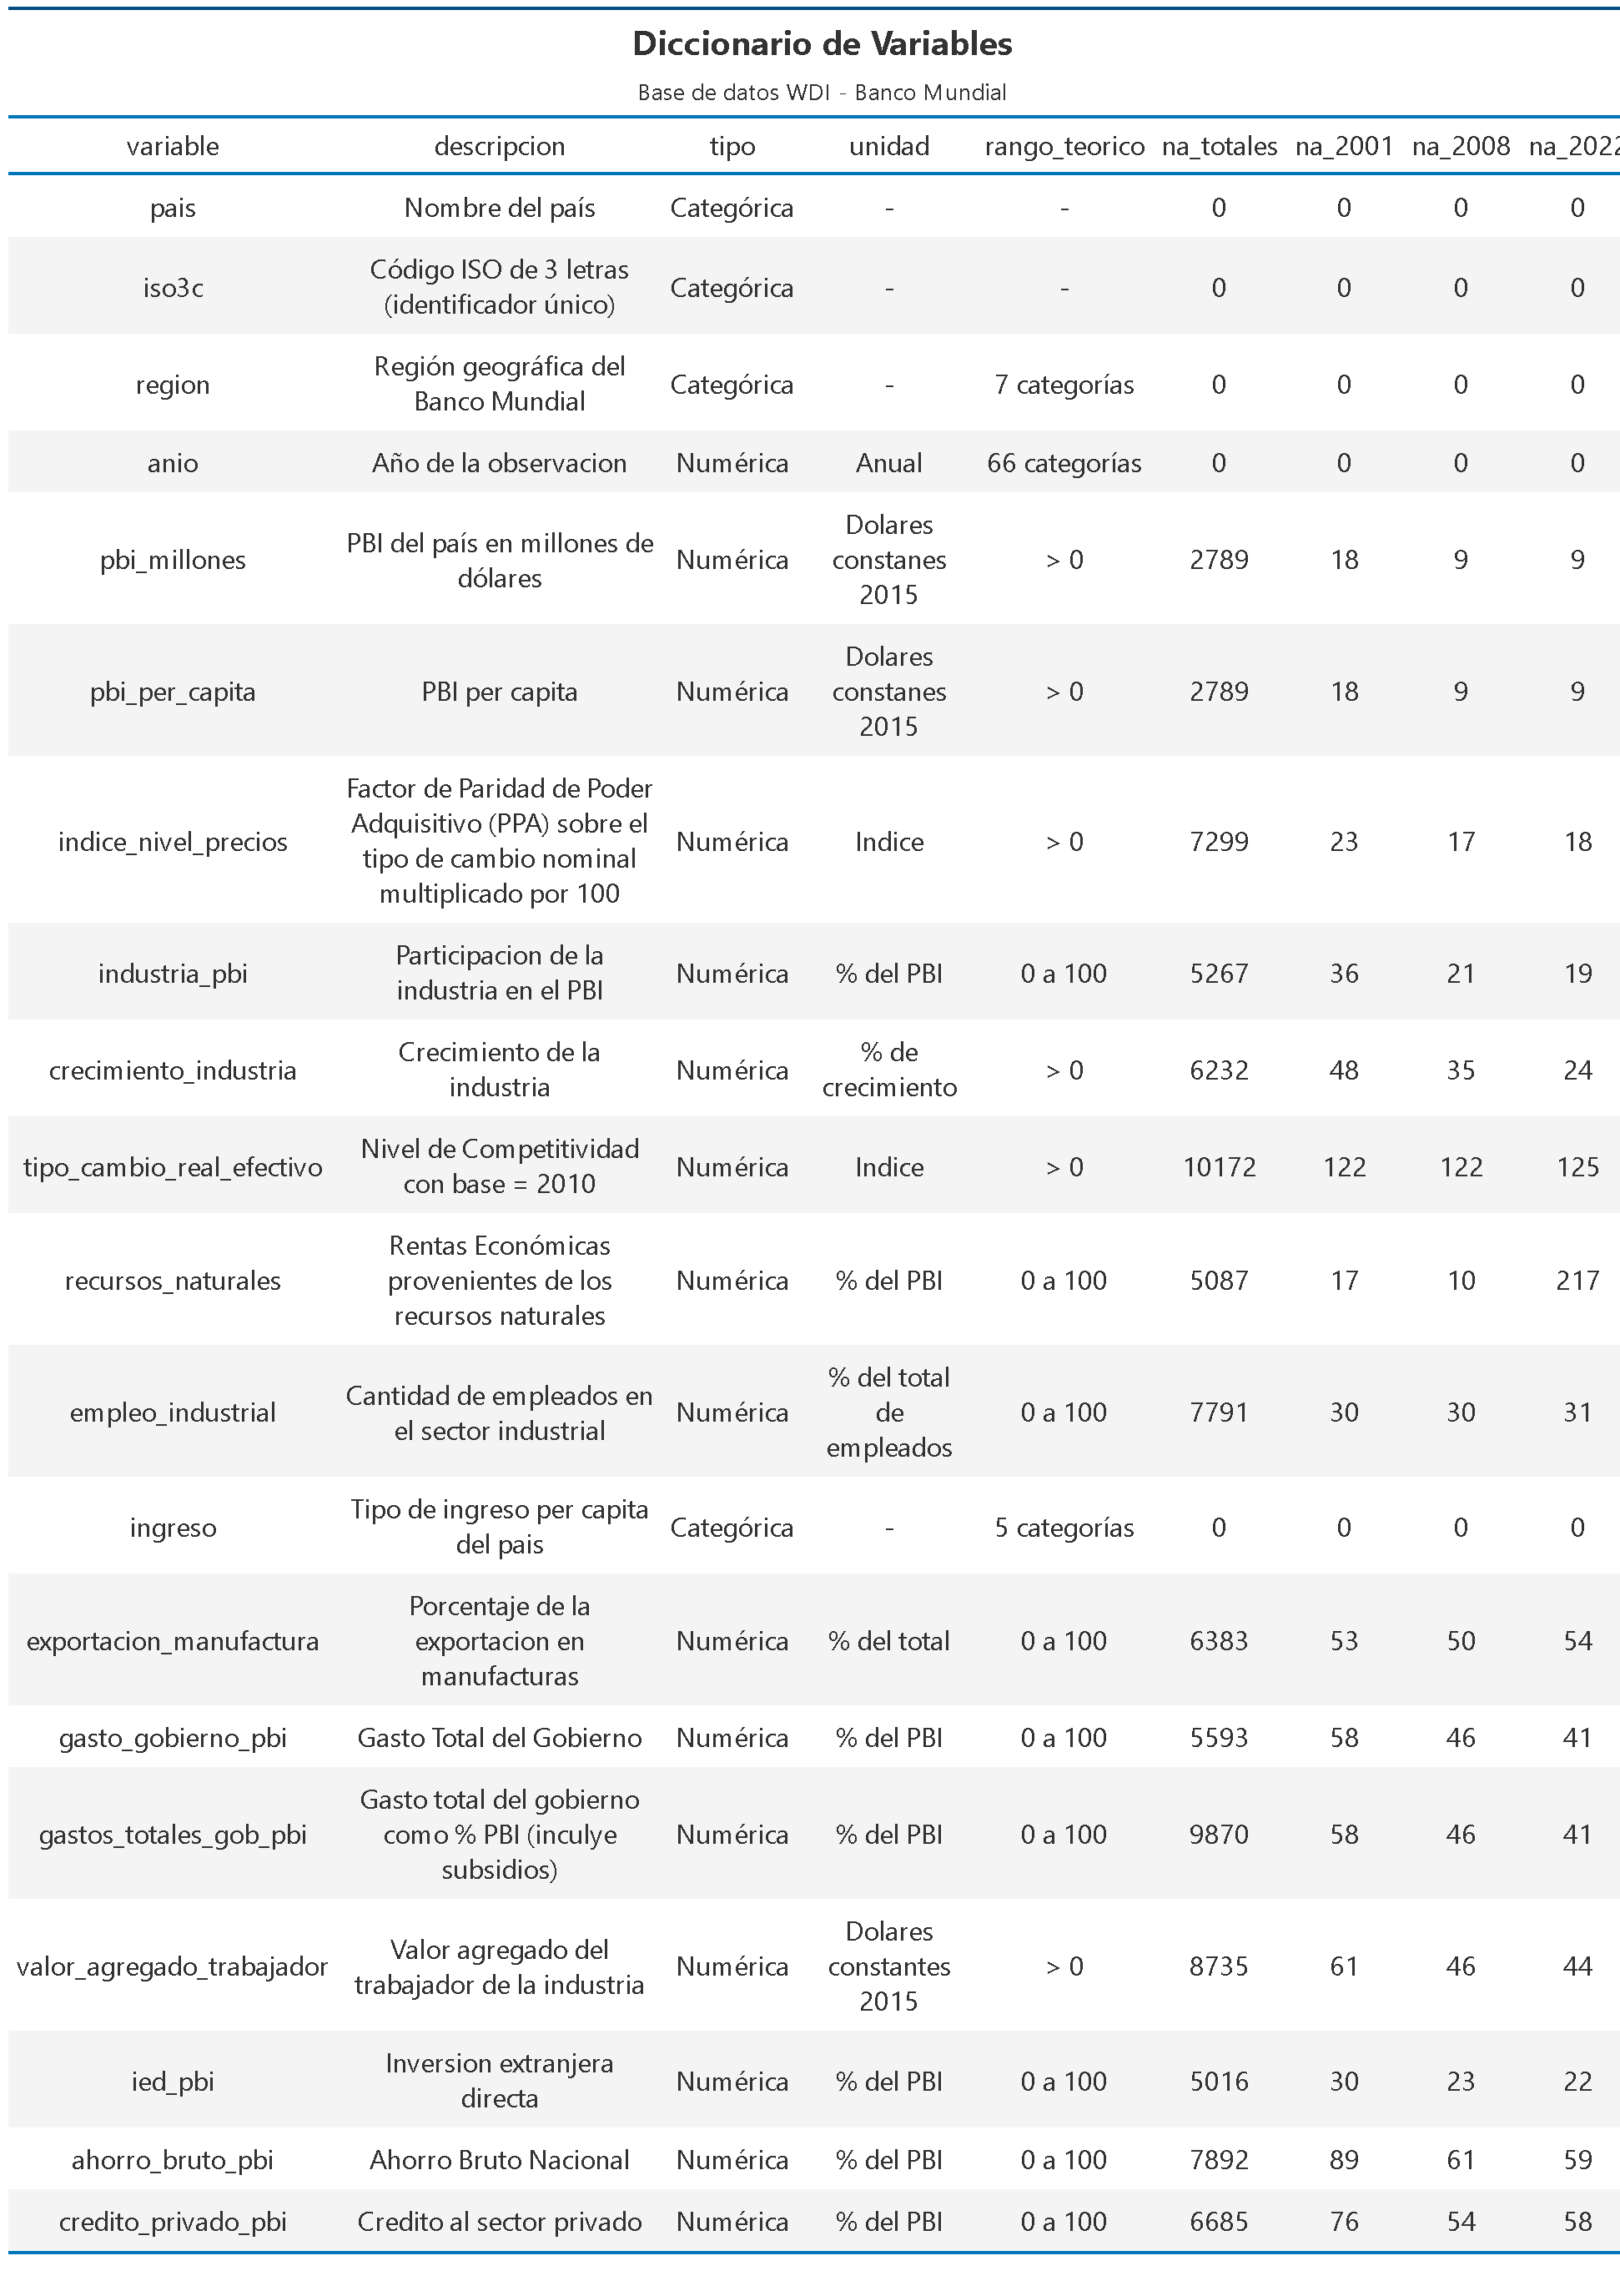 Diccionario de Variables
Base de datos WDI - Banco Mundial
variable descripcion tipo unidad rango_teorico na_totales na_2001 na_2008 na_2022
pais Nombre del país Categórica - - 0 0 0 0
iso3c Código ISO de 3 letras (identificador único) Categórica - - 0 0 0 0
region Región geográfica del Banco Mundial Categórica - 7 categorías 0 0 0 0
anio Año de la observacion Numérica Anual 66 categorías 0 0 0 0
pbi_millones PBI del país en millones de dólares Numérica Dolares constanes 2015 > 0 2789 18 9 9
pbi_per_capita PBI per capita Numérica Dolares constanes 2015 > 0 2789 18 9 9
indice_nivel_precios Factor de Paridad de Poder Adquisitivo (PPA) sobre el tipo de cambio nominal multiplicado por 100 Numérica Indice > 0 7299 23 17 18
industria_pbi Participacion de la industria en el PBI Numérica % del PBI 0 a 100 5267 36 21 19
crecimiento_industria Crecimiento de la industria Numérica % de crecimiento > 0 6232 48 35 24
tipo_cambio_real_efectivo Nivel de Competitividad con base = 2010 Numérica Indice > 0 10172 122 122 125
recursos_naturales Rentas Económicas provenientes de los recursos naturales Numérica % del PBI 0 a 100 5087 17 10 217
empleo_industrial Cantidad de empleados en el sector industrial Numérica % del total de empleados 0 a 100 7791 30 30 31
ingreso Tipo de ingreso per capita del pais Categórica - 5 categorías 0 0 0 0
exportacion_manufactura Porcentaje de la exportacion en manufacturas Numérica % del total 0 a 100 6383 53 50 54
gasto_gobierno_pbi Gasto Total del Gobierno Numérica % del PBI 0 a 100 5593 58 46 41
gastos_totales_gob_pbi Gasto total del gobierno como % PBI (inculye subsidios) Numérica % del PBI 0 a 100 9870 58 46 41
valor_agregado_trabajador Valor agregado del trabajador de la industria Numérica Dolares constantes 2015 > 0 8735 61 46 44
ied_pbi Inversion extranjera directa Numérica % del PBI 0 a 100 5016 30 23 22
ahorro_bruto_pbi Ahorro Bruto Nacional Numérica % del PBI 0 a 100 7892 89 61 59
credito_privado_pbi Credito al sector privado Numérica % del PBI 0 a 100 6685 76 54 58